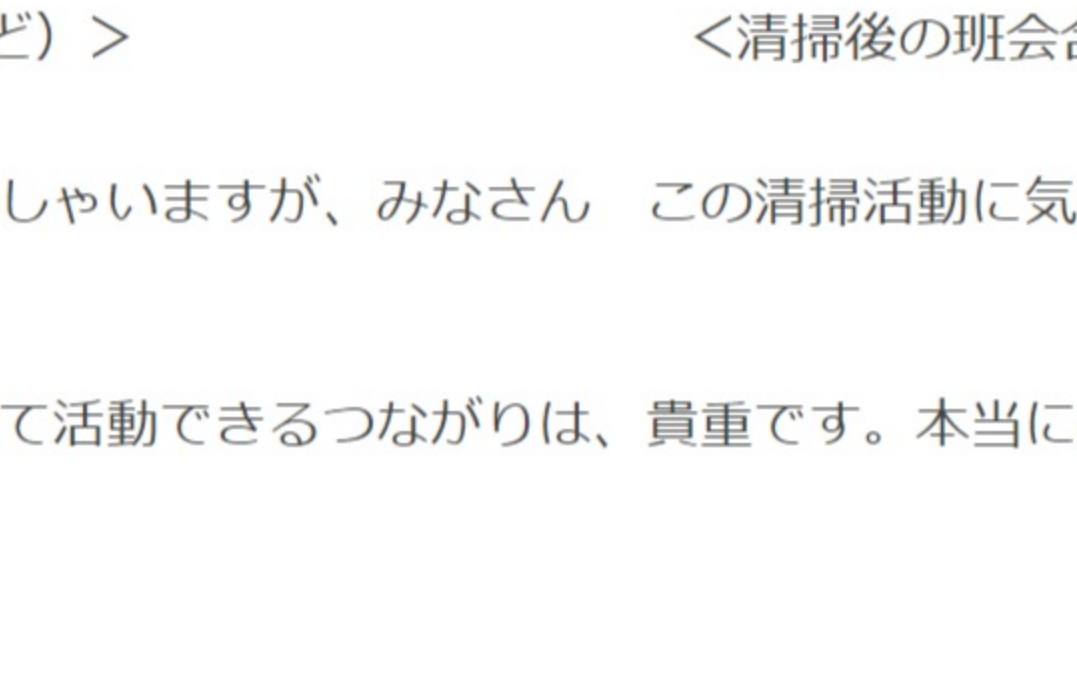 ど）＞　　　　　　　　　　　＜清掃後の班会合
しゃいますが、みなさん　この清掃活動に気
て活動できるつながりは、貴重です。本当に